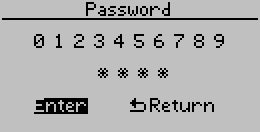 Password
0 1 2 3 4 5 6 7 8 9
* * * *
Enter ⮌Return